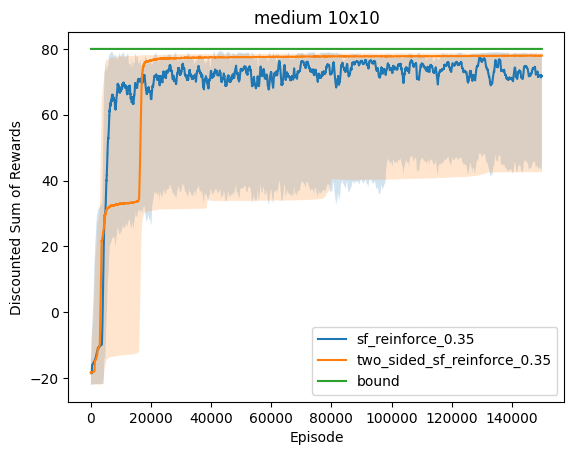 medium 10x10
Discounted Sum of Rewards
80
60
40
20
0
−20
0 20000 40000 60000 80000 100000 120000 140000
Episode
sf_reinforce_0.35
two_sided_sf_reinforce_0.35
bound